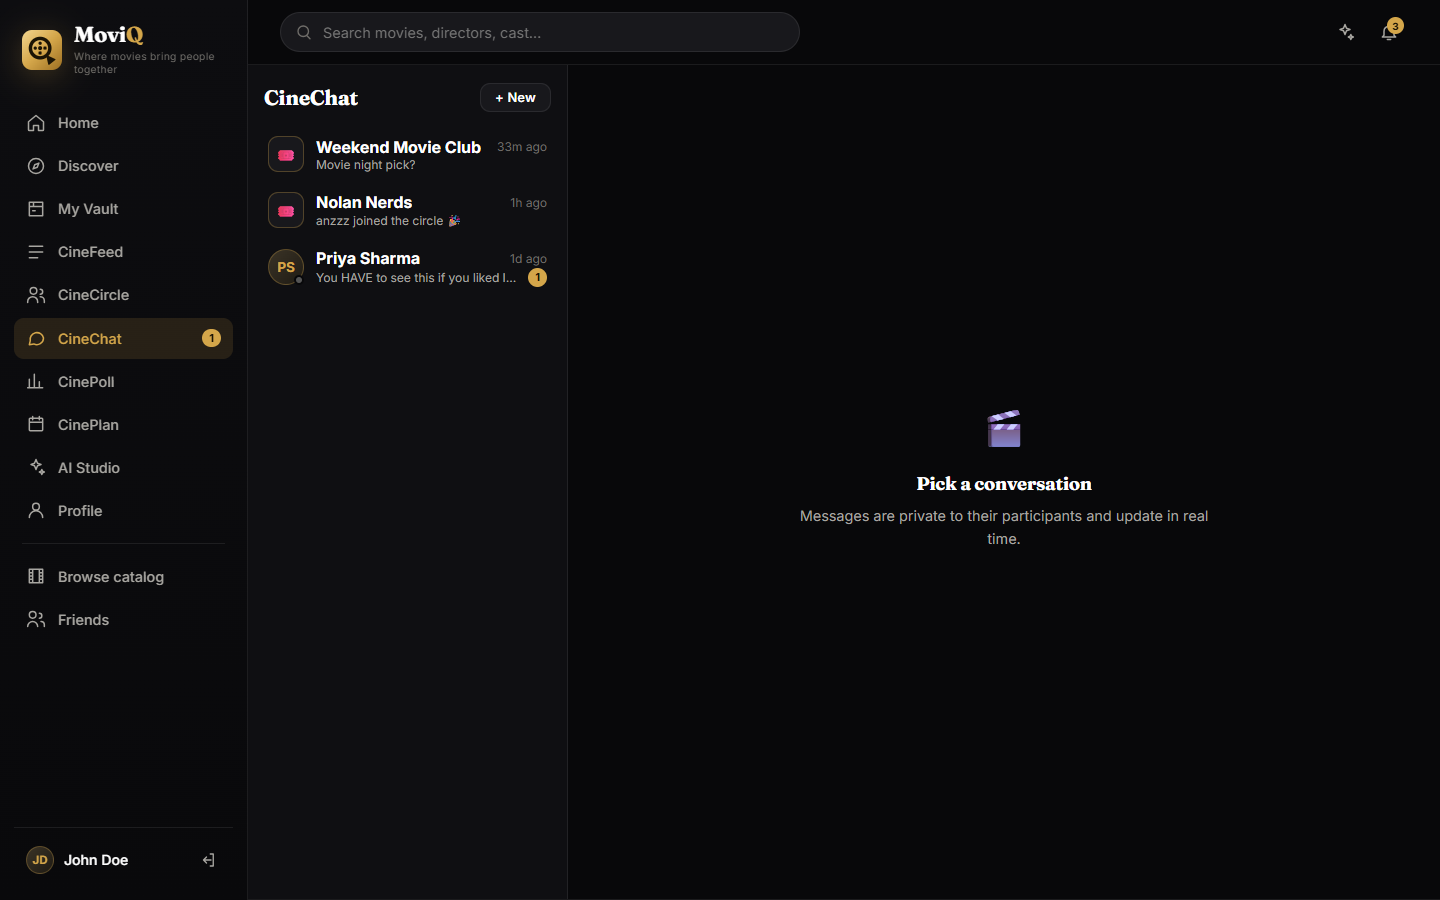 MoviQ
Where movies bring people
together
Search movies, directors, cast...
3
Home
Discover
My Vault
CineFeed
CineCircle
CineChat
1
CinePoll
CinePlan
AI Studio
Profile
Browse catalog
Friends
JD
John Doe
CineChat
+ New
Weekend Movie Club
33m ago
Movie night pick?
Nolan Nerds
1h ago
anzzz joined the circle 🎉
PS
Priya Sharma
1d ago
You HAVE to see this if you liked I...
1
Pick a conversation
Messages are private to their participants and update in real
time.